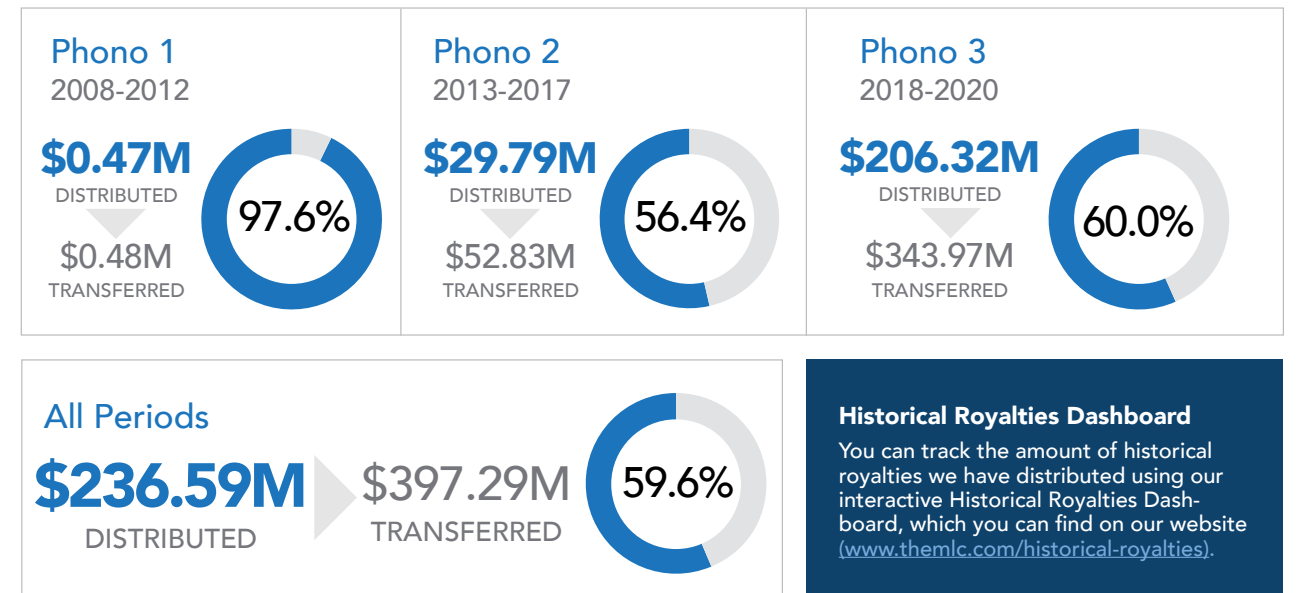 Phono 1
2008-2012
$0.47M
DISTRIBUTED
$0.48M
TRANSFERRED
97.6%
Phono 2
2013-2017
$29.79M
DISTRIBUTED
$52.83M
TRANSFERRED
56.4%
Phono 3
2018-2020
$206.32M
DISTRIBUTED
$343.97M
TRANSFERRED
60.0%
All Periods
$236.59M
DISTRIBUTED
$397.29M
TRANSFERRED
59.6%
Historical Royalties Dashboard
You can track the amount of historical
royalties we have distributed using our
interactive Historical Royalties Dash-
board, which you can find on our website
(www.themlc.com/historical-royalties).